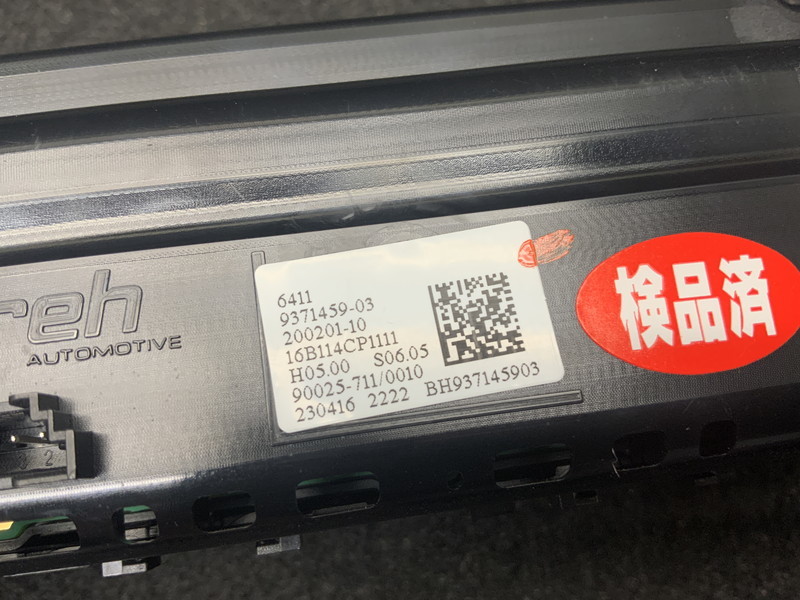 reh
AUTOMOTIVE
6411
9371459-03
200201-10
16B114CP1111
H05.00 S06.05
90025-711/0010
230416 2222 BH937145903
検品済
2